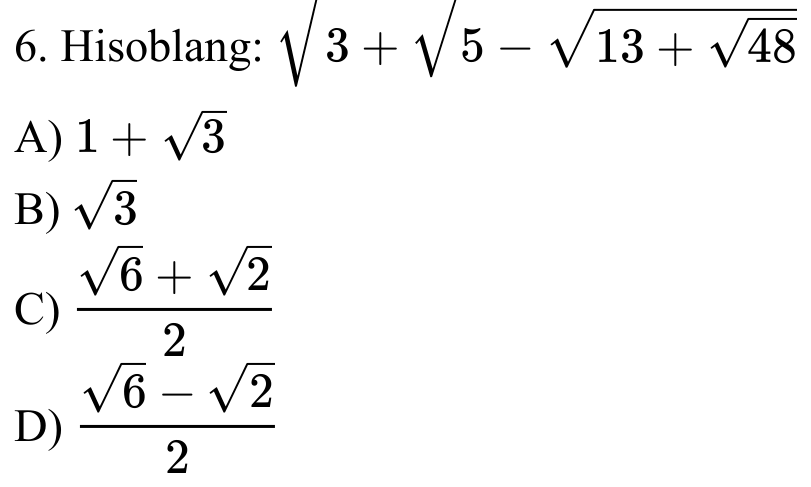 6. Hisoblang: √(3 + √(5 − √(13 + √48)))
A) 1 + √3
B) √3
C) (√6 + √2)/2
D) (√6 − √2)/2